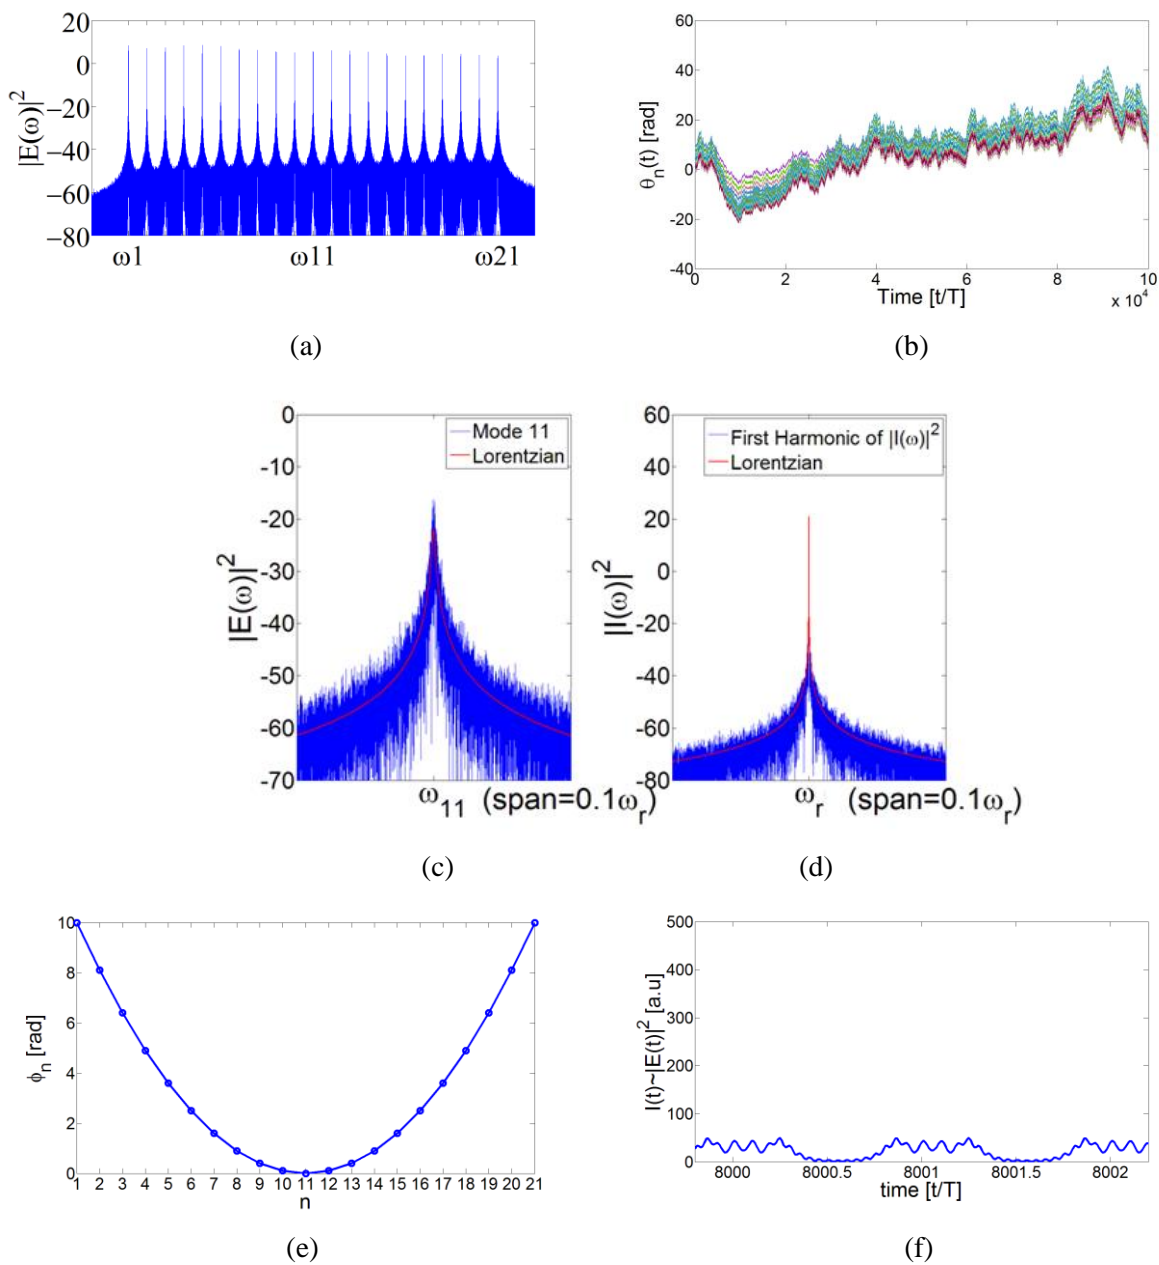 20
0
−20
−40
−60
−80
|E(ω)|²
ω1 ω11 ω21
(a)
60
40
20
0
-20
-40
θn(t) [rad]
0 2 4 6 8 10
Time [t/T]
x 10⁴
(b)
0
-10
-20
-30
-40
-50
-60
-70
|E(ω)|²
Mode 11
Lorentzian
ω11 (span=0.1ωr)
(c)
60
40
20
0
-20
-40
-60
-80
|I(ω)|²
First Harmonic of |I(ω)|²
Lorentzian
ωr (span=0.1ωr)
(d)
10
8
6
4
2
0
ϕn [rad]
1 2 3 4 5 6 7 8 9 10 11 12 13 14 15 16 17 18 19 20 21
n
(e)
500
400
300
200
100
0
I(t)~|E(t)|² [a.u]
8000 8000.5 8001 8001.5 8002
time [t/T]
(f)